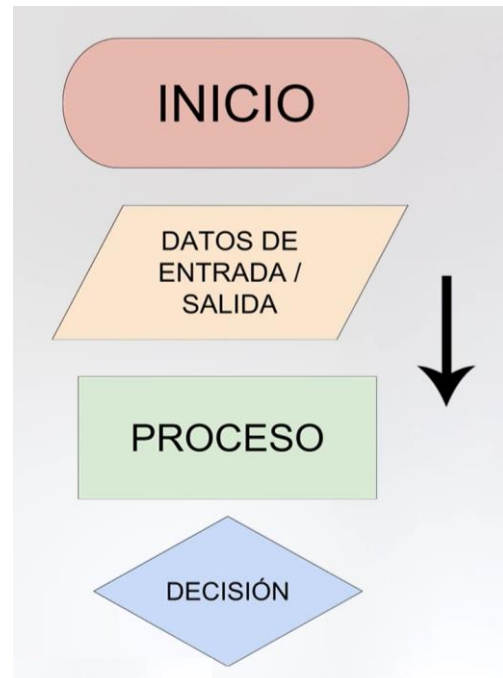 INICIO
DATOS DE
ENTRADA /
SALIDA
PROCESO
DECISIÓN